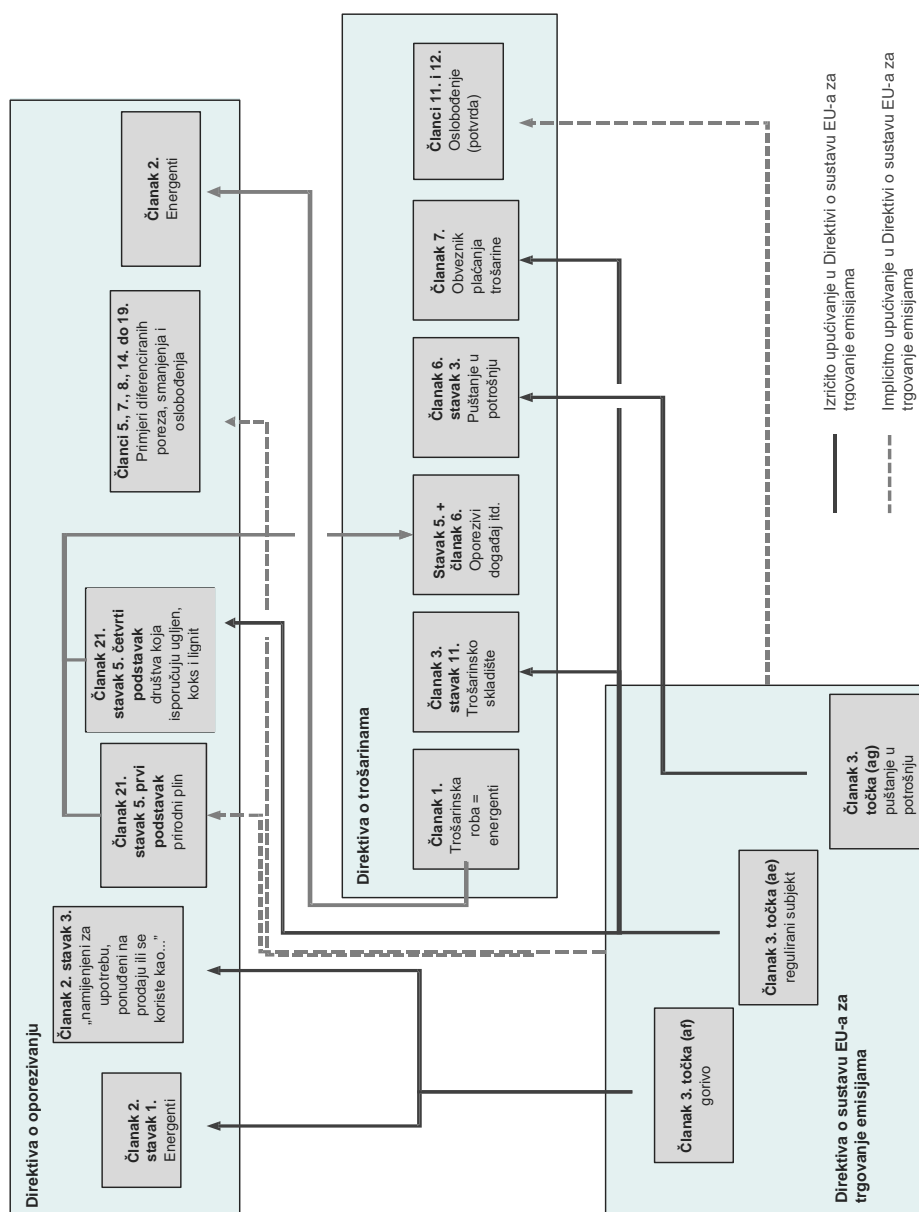 Direktiva o oporezivanju
Članak 2.
stavak 1.
Energenti
Članak 2. stavak 3.
„namijenjeni za
upotrebu,
ponuđeni na
prodaju ili se
koriste kao...”
Članak 21.
stavak 5. prvi
podstavak
prirodni plin
Članak 21.
stavak 5. četvrti
podstavak
društva koja
isporučuju ugljen,
koks i lignit
Članci 5., 7., 8., 14. do 19.
Primjeri diferenciranih
poreza, smanjenja i
oslobođenja
Članak 2.
Energenti
Direktiva o trošarinama
Članak 1.
Trošarinska
roba =
energenti
Članak 3.
stavak 11.
Trošarinsko
skladište
Stavak 5. +
članak 6.
Oporezivi
događaj itd.
Članak 6.
stavak 3.
Puštanje u
potrošnju
Članak 7.
Obveznik
plaćanja
trošarine
Članci 11. i 12.
Oslobođenje
(potvrda)
Članak 3. točka (af)
gorivo
Članak 3. točka (ae)
regulirani subjekt
Članak 3.
točka (ag)
puštanje u
potrošnju
Direktiva o sustavu EU-a za
trgovanje emisijama
Izričito upućivanje u Direktivi o sustavu EU-a za
trgovanje emisijama
Implicitno upućivanje u Direktivi o sustavu EU-a za
trgovanje emisijama